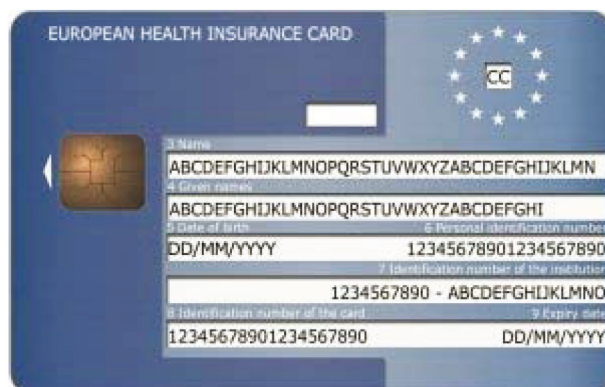 EUROPEAN HEALTH INSURANCE CARD
CC
3 Name
ABCDEFGHIJKLMNOPQRSTUVWXYZABCDEFGHIJKLMN
4 Given names
ABCDEFGHIJKLMNOPQRSTUVWXYZABCDEFGHI
5 Date of birth 6 Personal identification number
DD/MM/YYYY 12345678901234567890
7 Identification number of the institution
1234567890 - ABCDEFGHIJKLMNO
8 Identification number of the card 9 Expiry date
12345678901234567890 DD/MM/YYYY